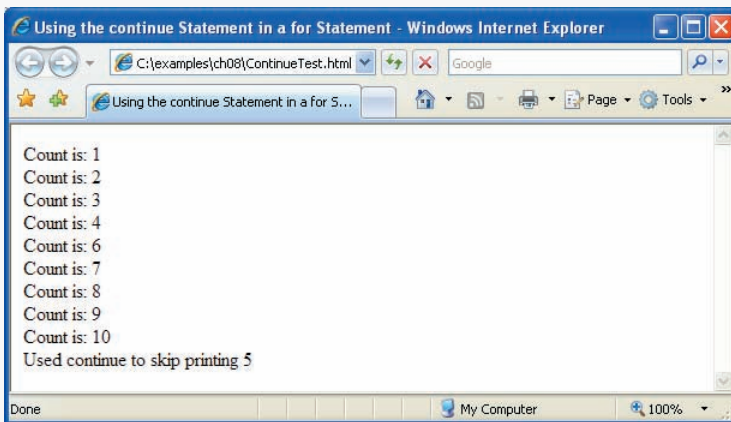 Using the continue Statement in a for Statement - Windows Internet Explorer
C:\examples\ch08\ContinueTest.html
Google
Using the continue Statement in a for S...
Page
Tools
»
Count is: 1
Count is: 2
Count is: 3
Count is: 4
Count is: 6
Count is: 7
Count is: 8
Count is: 9
Count is: 10
Used continue to skip printing 5
Done
My Computer
100%